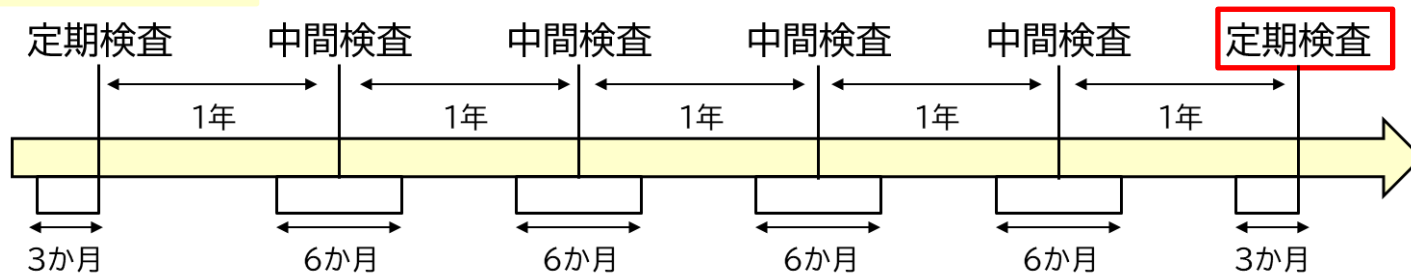 定期検査 中間検査 中間検査 中間検査 中間検査 定期検査
1年 1年 1年 1年 1年
3か月 6か月 6か月 6か月 6か月 3か月